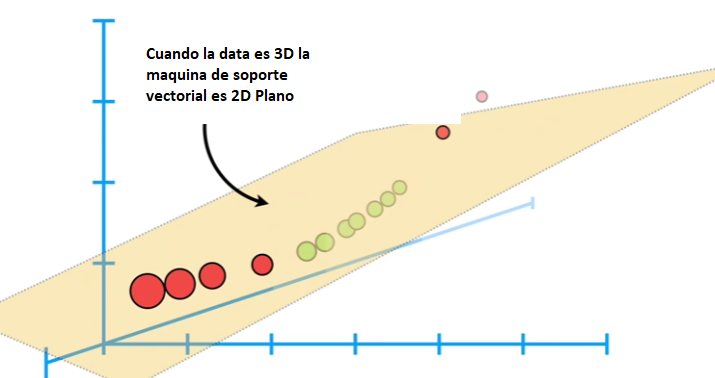 Cuando la data es 3D la
maquina de soporte
vectorial es 2D Plano